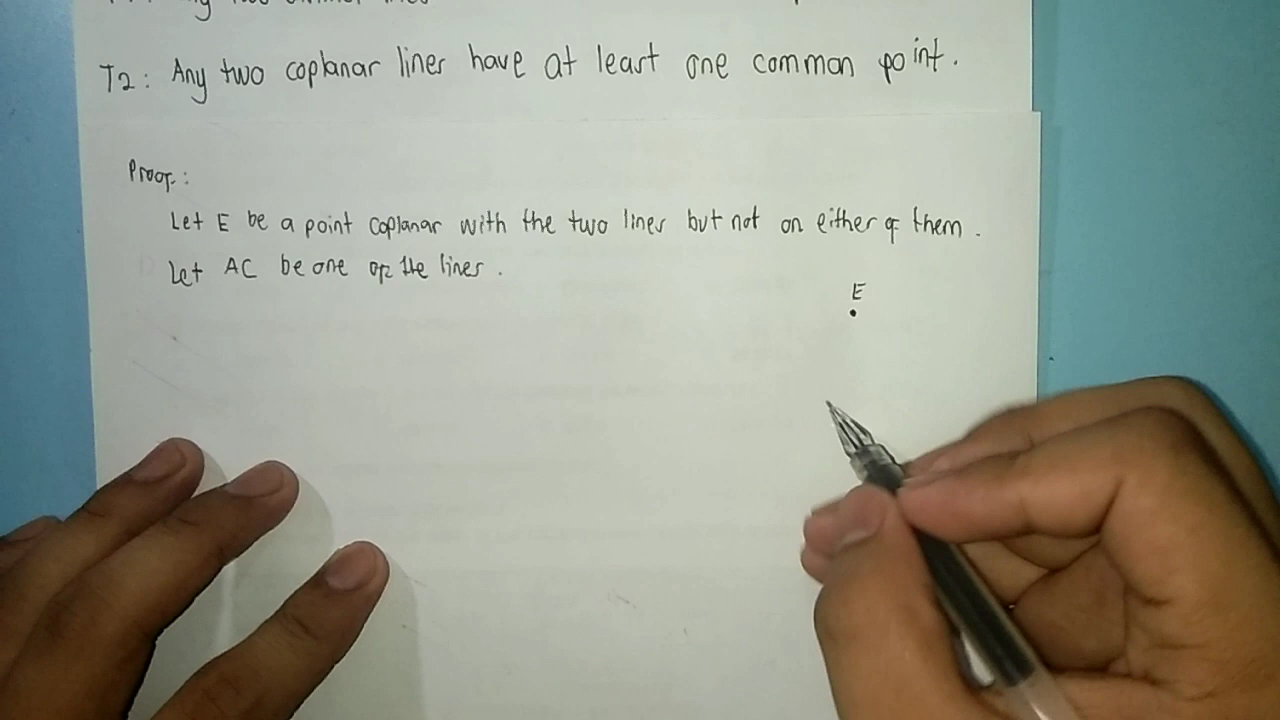 T2: Any two coplanar lines have at least one common point.
Proof:
Let E be a point coplanar with the two lines but not on either of them.
Let AC be one of the lines.
E